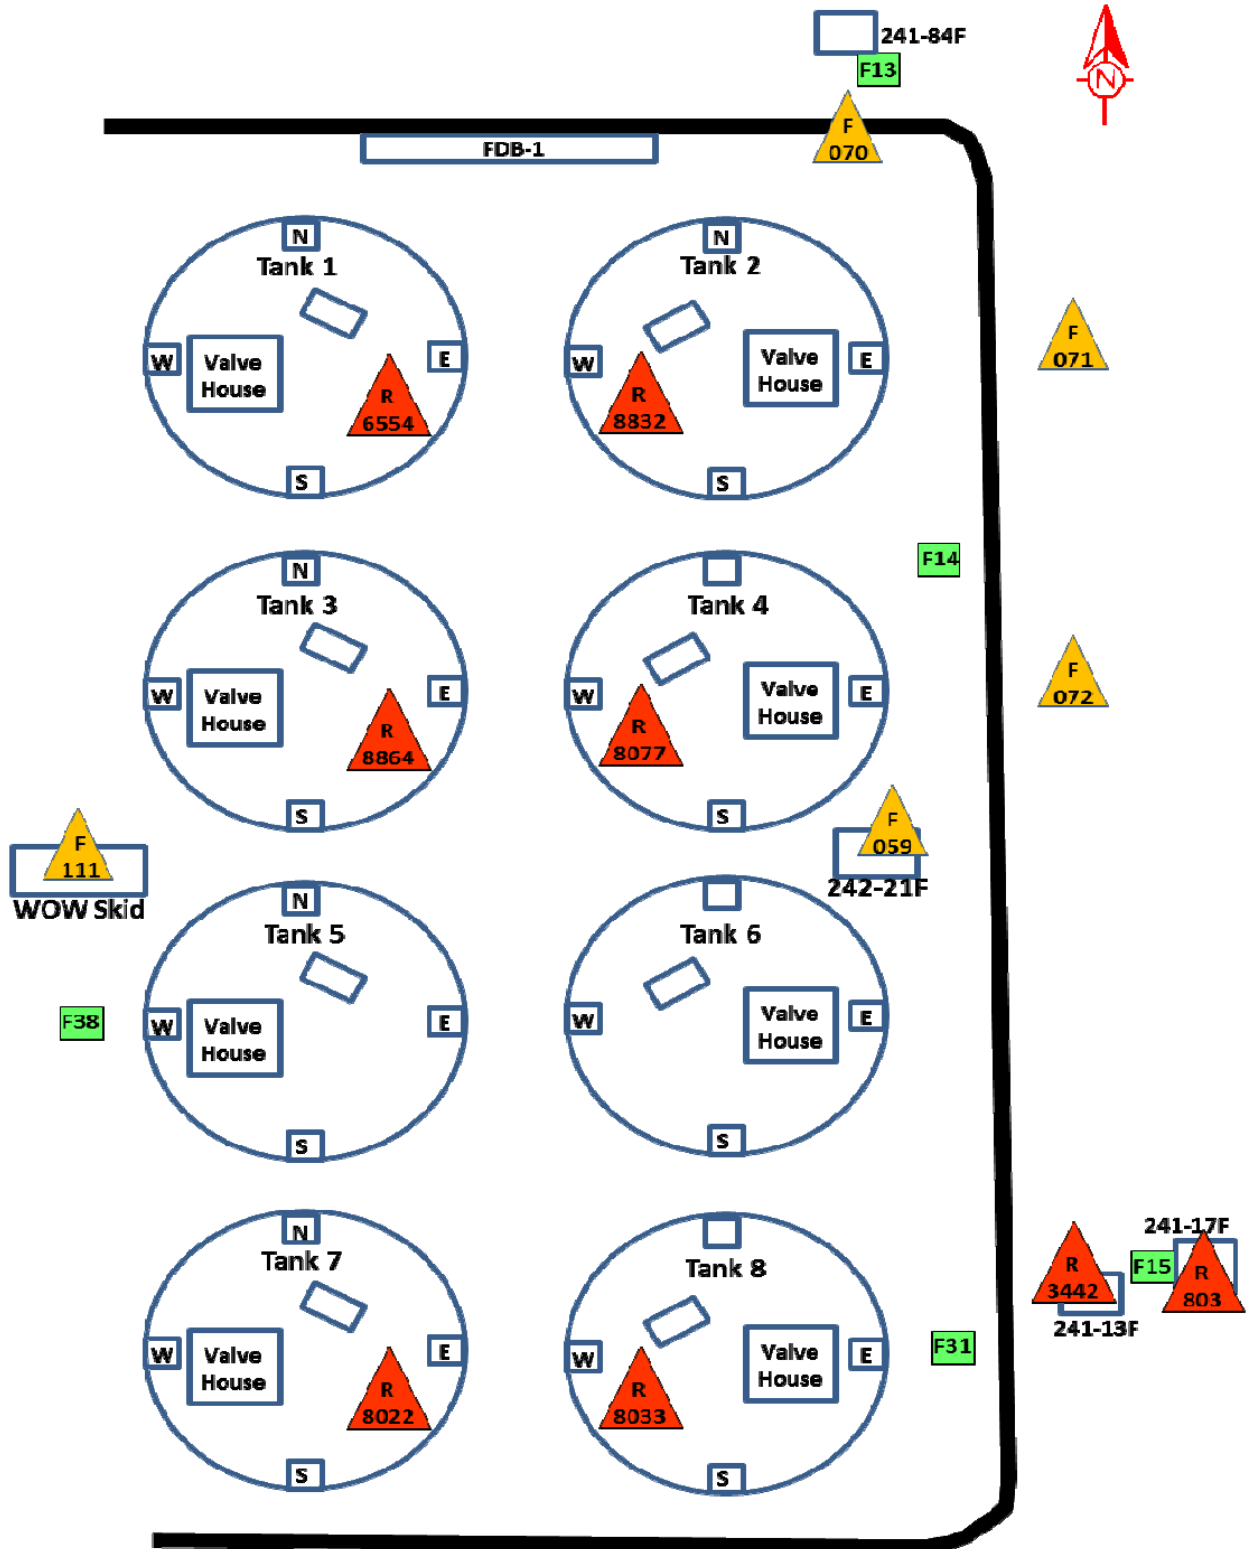 241-84F
F13
N
F
070
FDB-1
N
Tank 1
W
Valve
House
E
R
6554
S
N
Tank 2
W
Valve
House
E
R
8832
S
F
071
F14
N
Tank 3
W
Valve
House
E
R
8864
S
Tank 4
W
Valve
House
E
R
8077
S
F
072
F
111
WOW Skid
F
059
242-21F
N
Tank 5
F38
W
Valve
House
E
S
Tank 6
W
Valve
House
E
S
N
Tank 7
W
Valve
House
E
R
8022
S
Tank 8
W
Valve
House
E
R
8033
S
F31
R
3442
241-13F
F15
241-17F
R
803